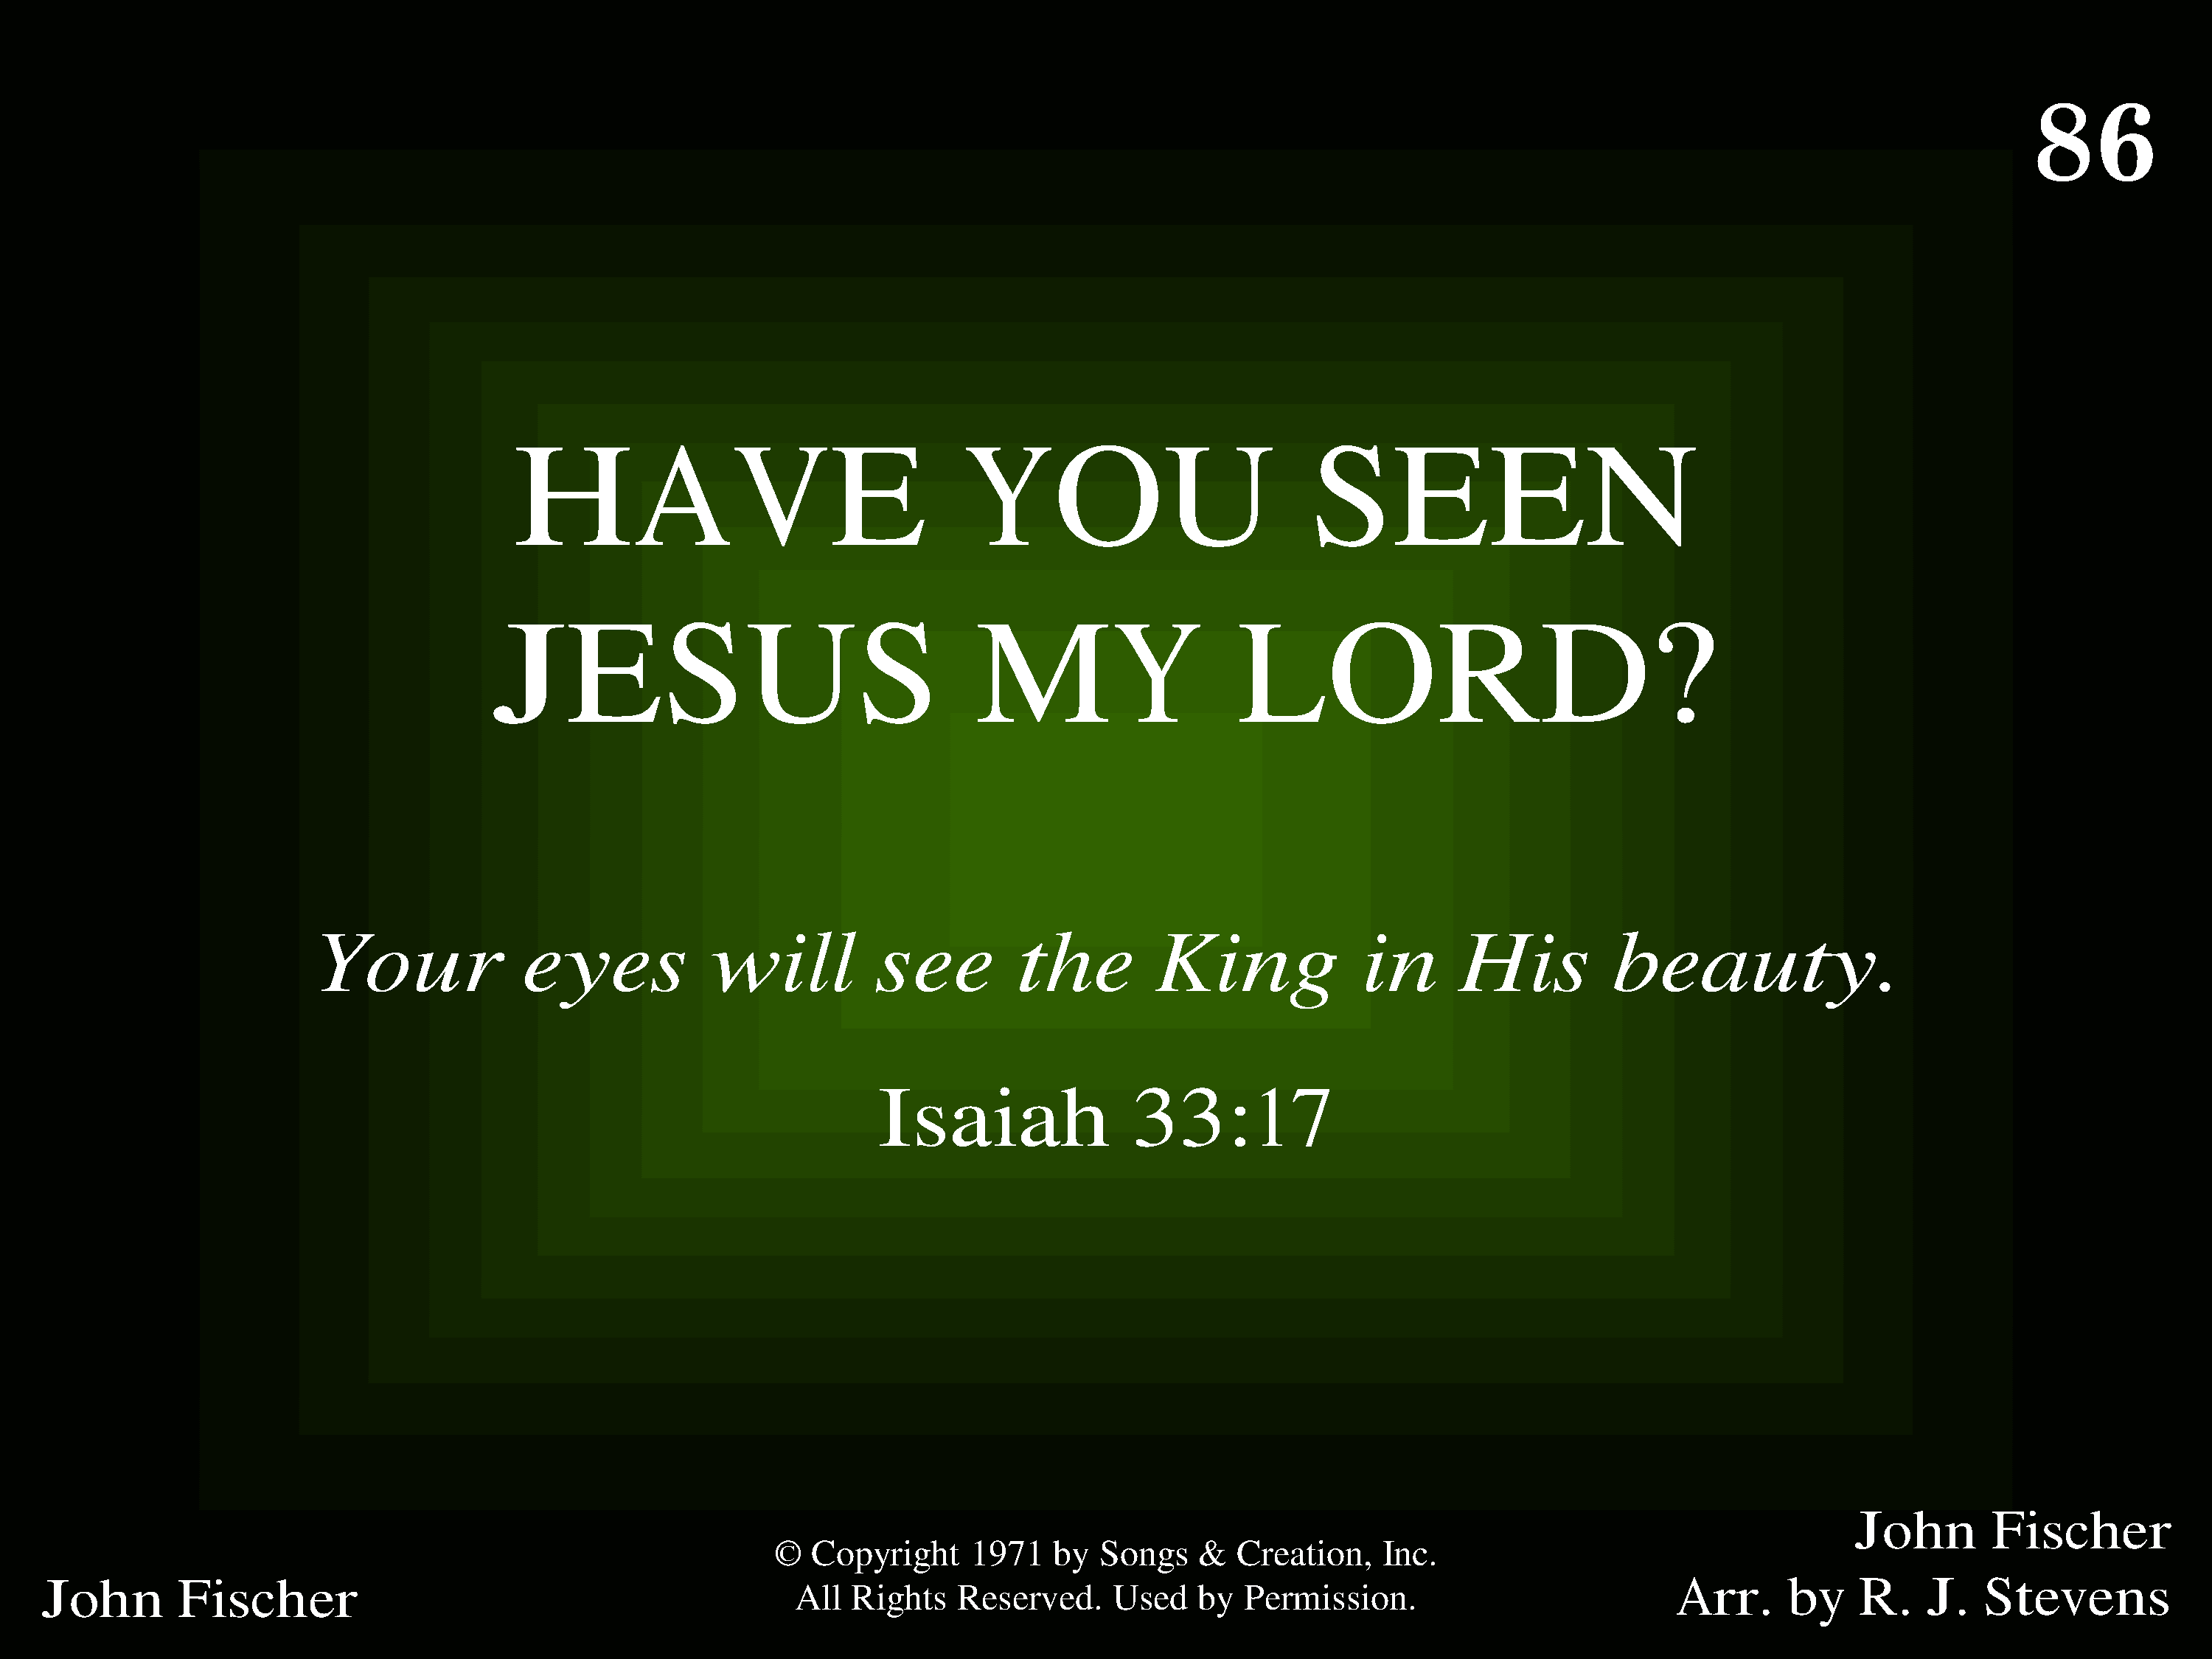 86
HAVE YOU SEEN
JESUS MY LORD?
Your eyes will see the King in His beauty.
Isaiah 33:17
John Fischer
© Copyright 1971 by Songs & Creation, Inc.
All Rights Reserved. Used by Permission.
John Fischer
Arr. by R. J. Stevens